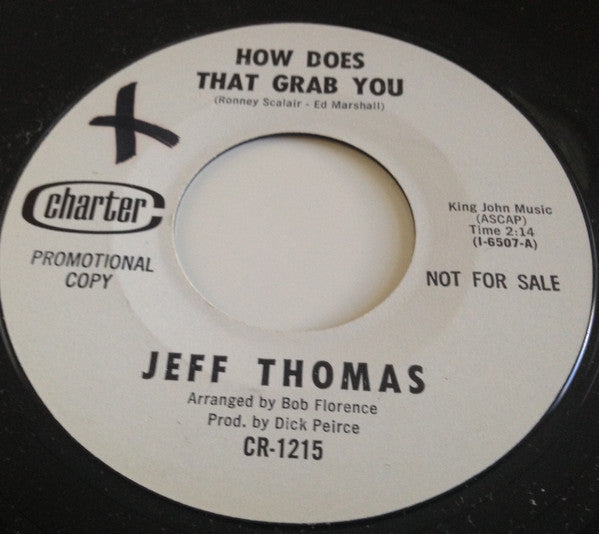 HOW DOES
THAT GRAB YOU
(Ronney Scalair - Ed Marshall)
X
charter
PROMOTIONAL
COPY
King John Music
(ASCAP)
Time 2:14
(I-6507-A)
NOT FOR SALE
JEFF THOMAS
Arranged by Bob Florence
Prod. by Dick Peirce
CR-1215